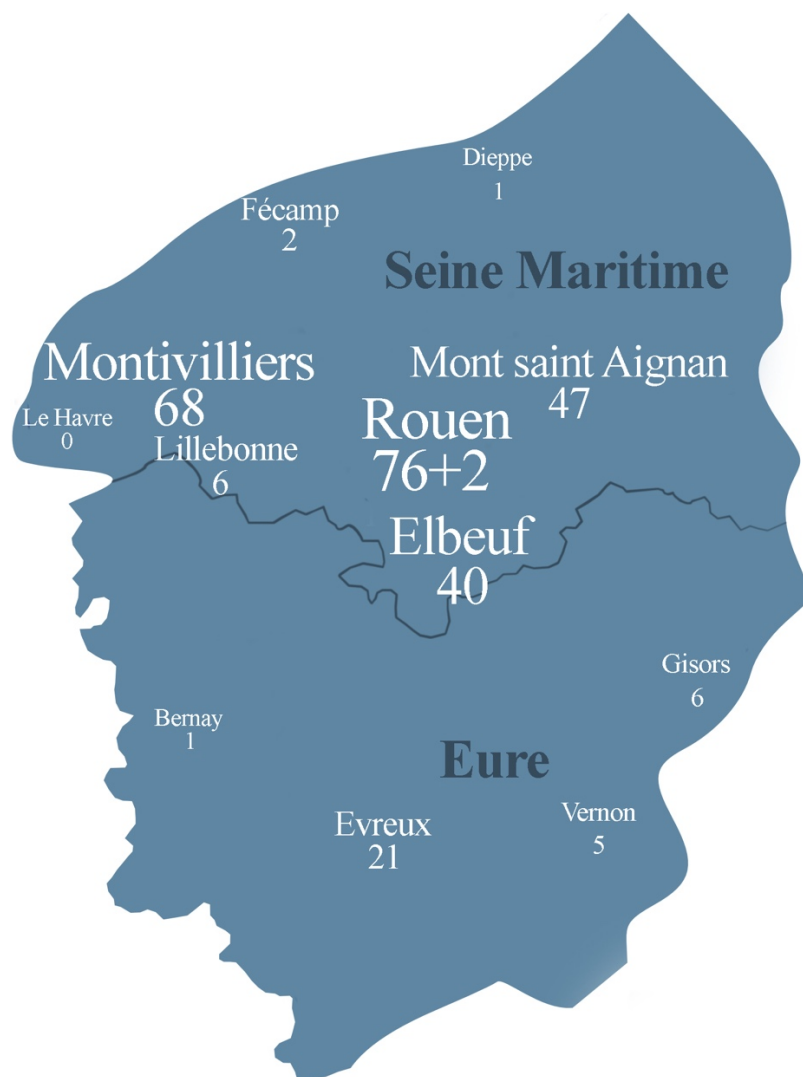 Dieppe
1
Fécamp
2
Seine Maritime
Montivilliers
68
Mont saint Aignan
47
Le Havre
0
Rouen
76+2
Lillebonne
6
Elbeuf
40
Gisors
6
Bernay
1
Eure
Evreux
21
Vernon
5